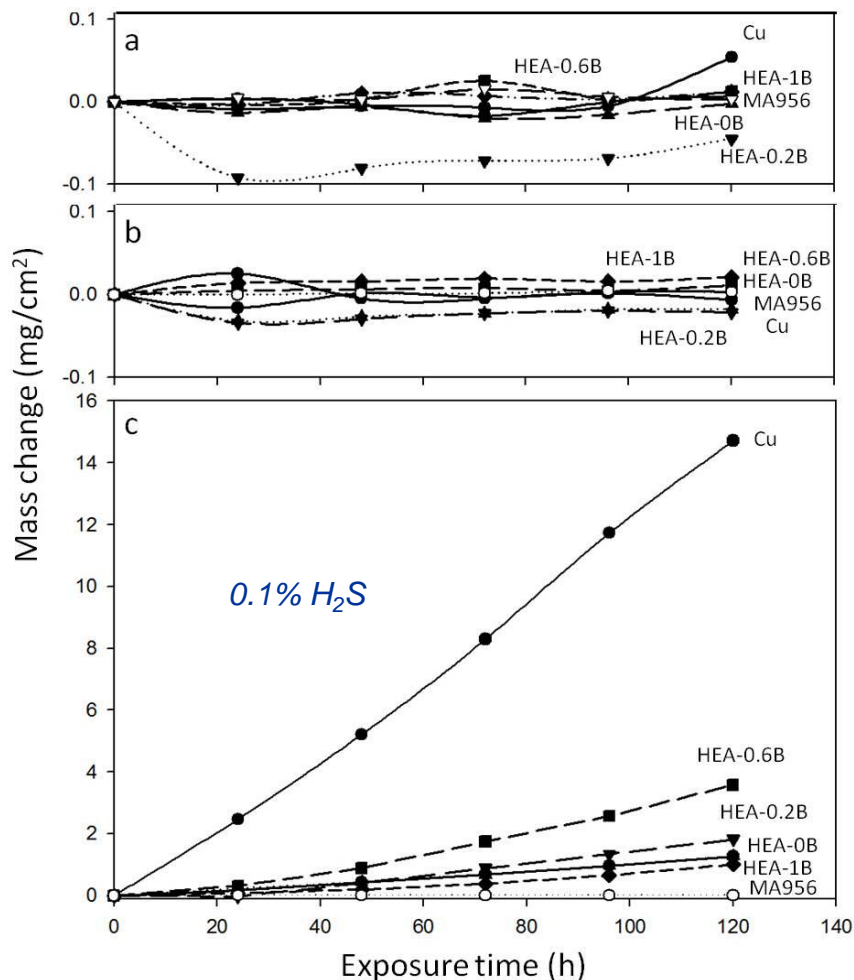 a
0.1
0.0
-0.1
Cu
HEA-0.6B
HEA-1B
MA956
HEA-0B
HEA-0.2B
b
0.1
0.0
-0.1
HEA-1B
HEA-0.6B
HEA-0B
MA956
Cu
HEA-0.2B
c
16
14
12
10
8
6
4
2
0
Cu
0.1% H₂S
HEA-0.6B
HEA-0.2B
HEA-0B
HEA-1B
MA956
0 20 40 60 80 100 120 140
Mass change (mg/cm²)
Exposure time (h)